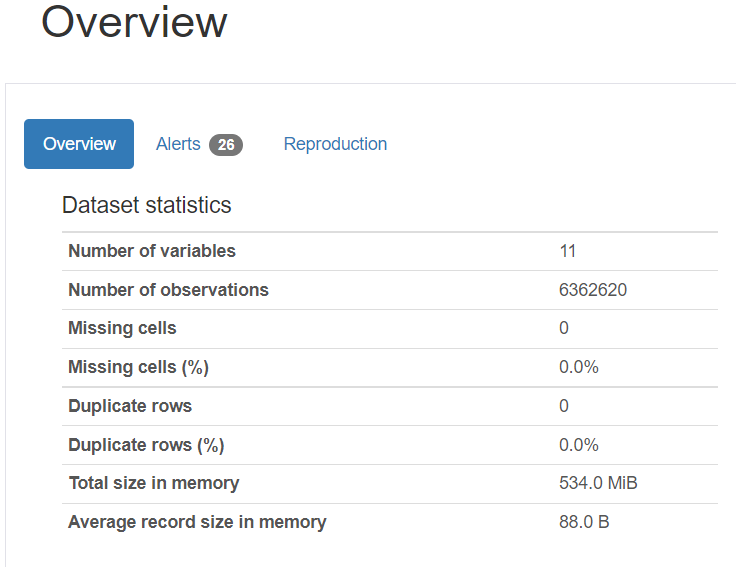 Overview
Overview Alerts 26 Reproduction
Dataset statistics
Number of variables 11
Number of observations 6362620
Missing cells 0
Missing cells (%) 0.0%
Duplicate rows 0
Duplicate rows (%) 0.0%
Total size in memory 534.0 MiB
Average record size in memory 88.0 B